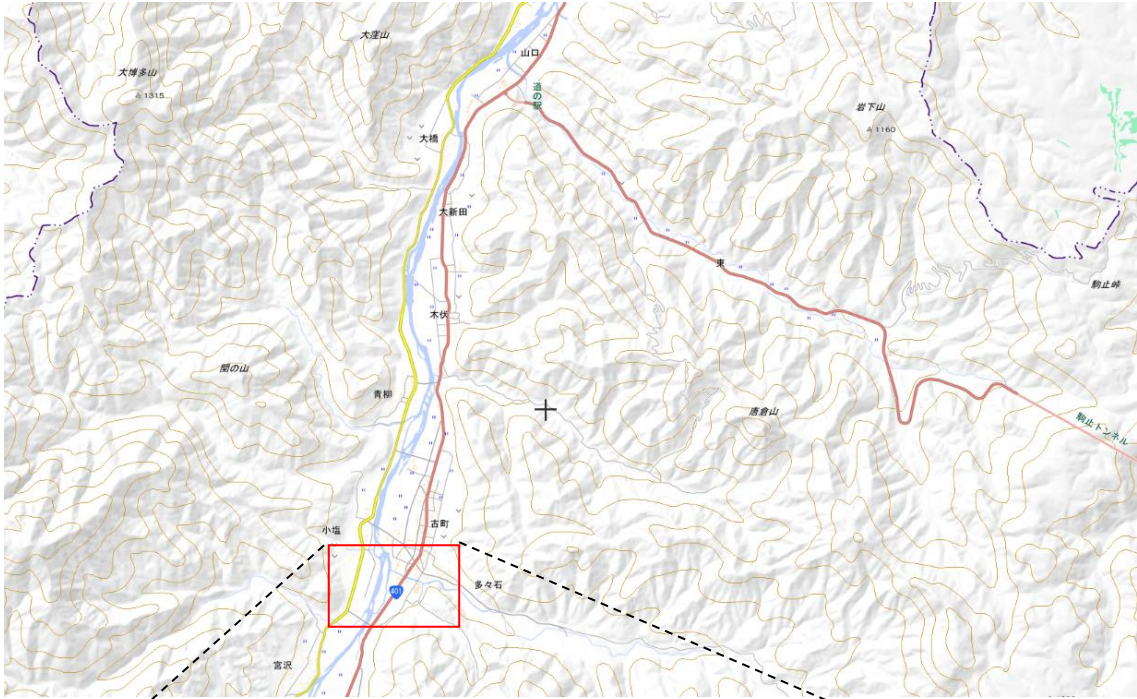 山口
大窪山
大博多山
1315
道の駅
岩下山
1160
大橋
大新田
東
駒止峠
木伏
関の山
青柳
唐倉山
駒止トンネル
小塩
古町
多々石
401
宮沢